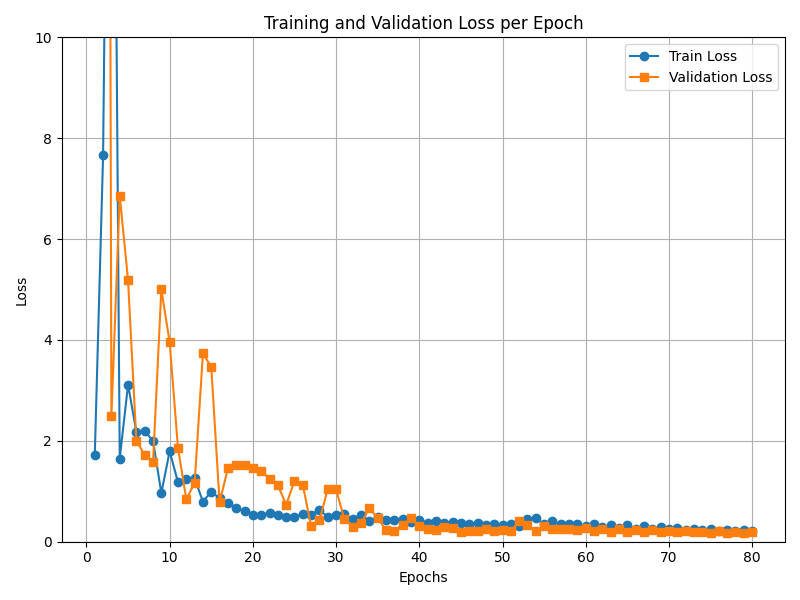 Training and Validation Loss per Epoch
Train Loss
Validation Loss
10
8
6
4
2
0
Loss
0 10 20 30 40 50 60 70 80
Epochs